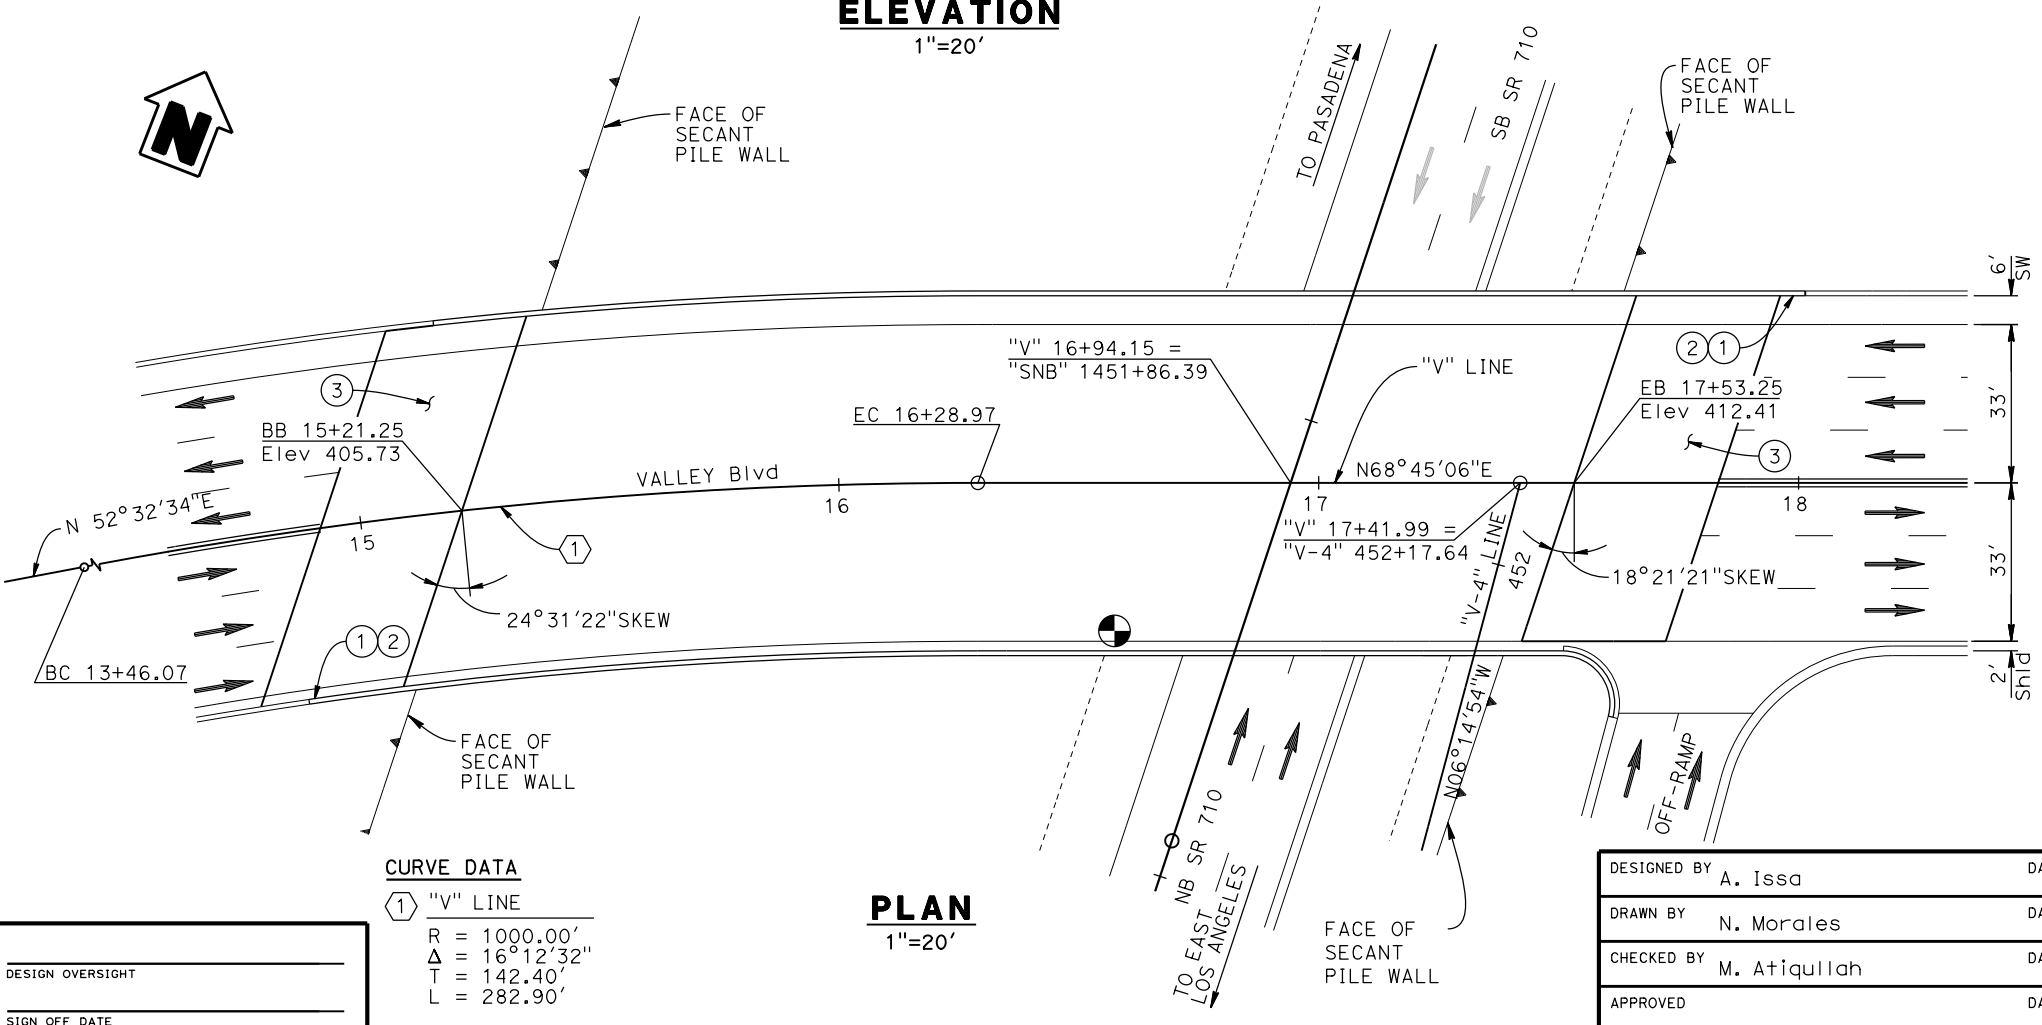 ELEVATION
1"=20'
N
FACE OF
SECANT
PILE WALL
TO PASADENA
SB SR 710
FACE OF
SECANT
PILE WALL
6'
SW
"V" 16+94.15 =
"SNB" 1451+86.39
"V" LINE
2
1
33'
3
EB 17+53.25
Elev 412.41
BB 15+21.25
Elev 405.73
EC 16+28.97
VALLEY Blvd
N68°45'06"E
3
16
17
18
N 52°32'34"E
15
"V" 17+41.99 =
"V-4" 452+17.64
1
"V-4" LINE
452
33'
18°21'21"SKEW
24°31'22"SKEW
1
2
BC 13+46.07
2'
Shld
N06°14'54"W
FACE OF
SECANT
PILE WALL
OFF-RAMP
NB SR 710
TO EAST
LOS ANGELES
CURVE DATA
1 "V" LINE
R = 1000.00'
Δ = 16°12'32"
T = 142.40'
L = 282.90'
PLAN
1"=20'
FACE OF
SECANT
PILE WALL
DESIGN OVERSIGHT
SIGN OFF DATE
DESIGNED BY A. Issa
DRAWN BY N. Morales
CHECKED BY M. Atiqullah
APPROVED